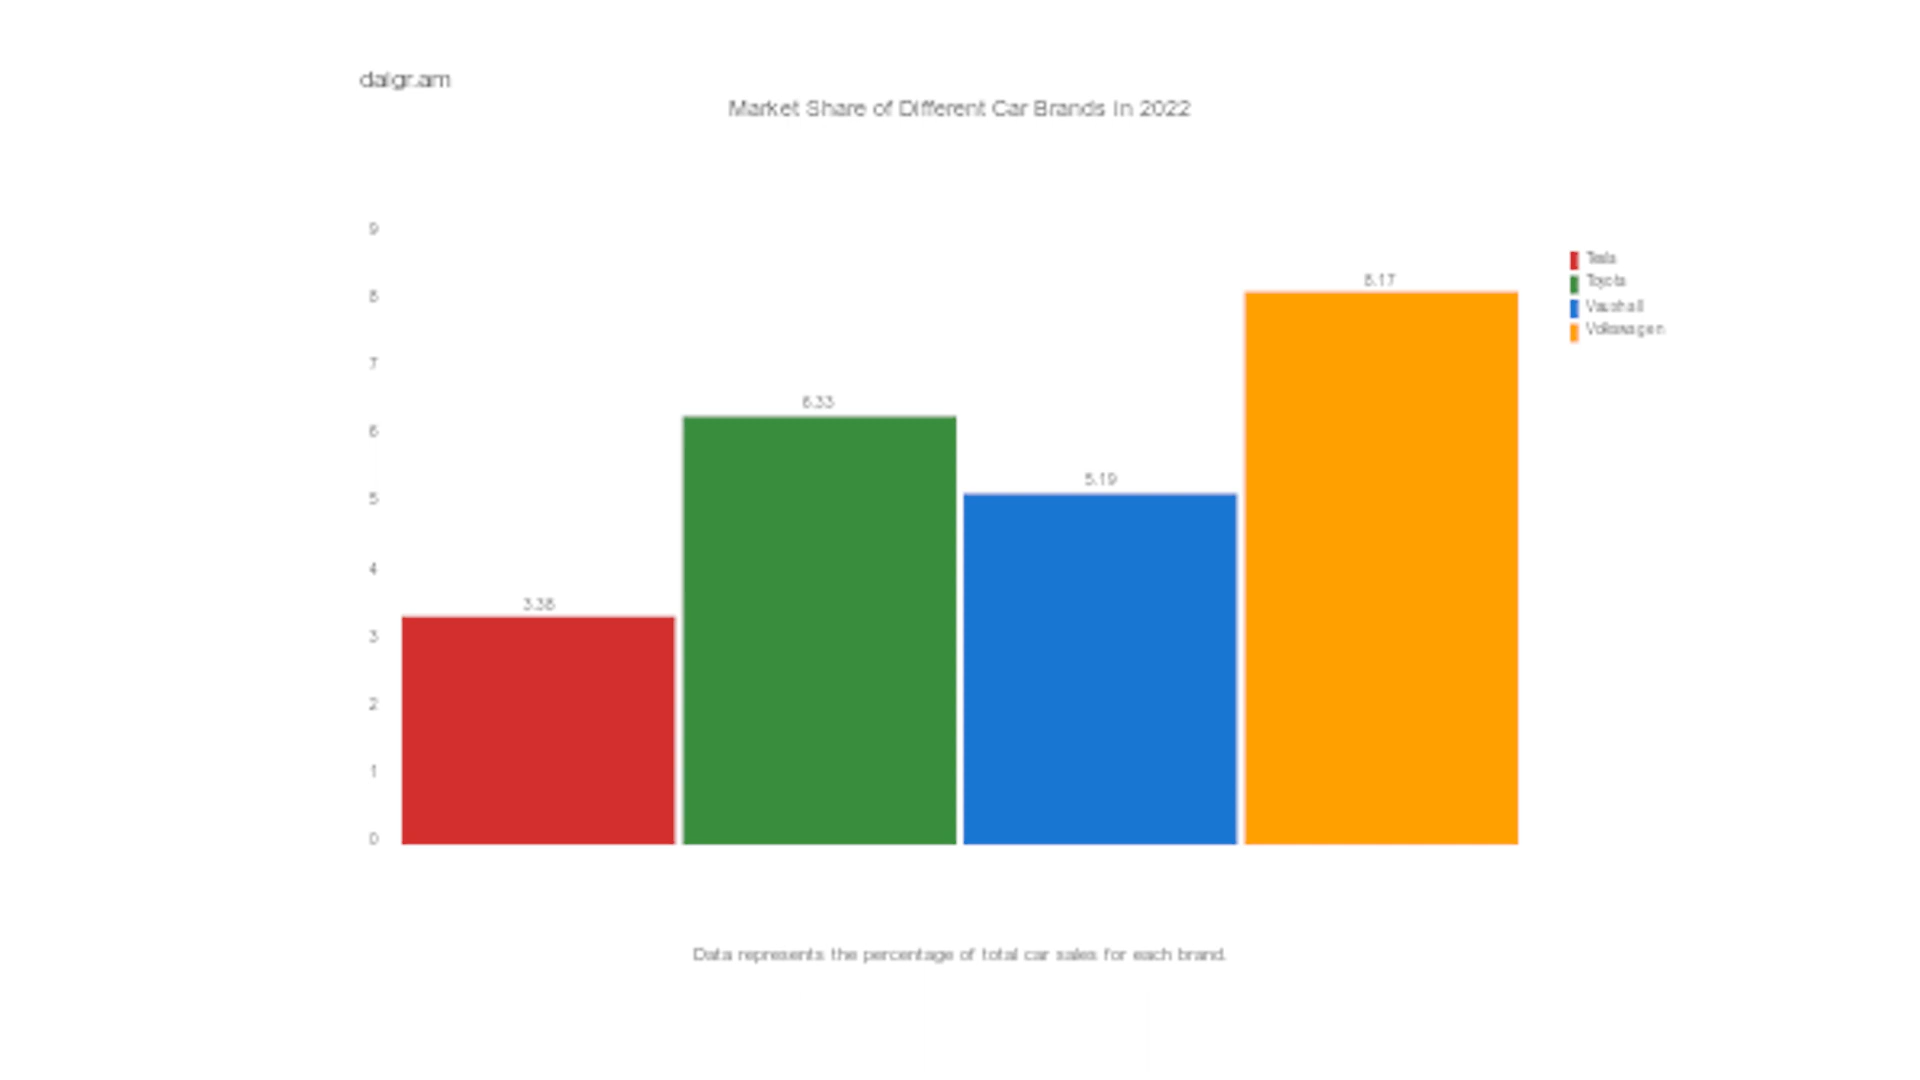 daigr.am
Market Share of Different Car Brands in 2022
9
8
7
6
5
4
3
2
1
0
3.38
6.33
5.19
8.17
Tesla
Toyota
Vauxhall
Volkswagen
Data represents the percentage of total car sales for each brand.